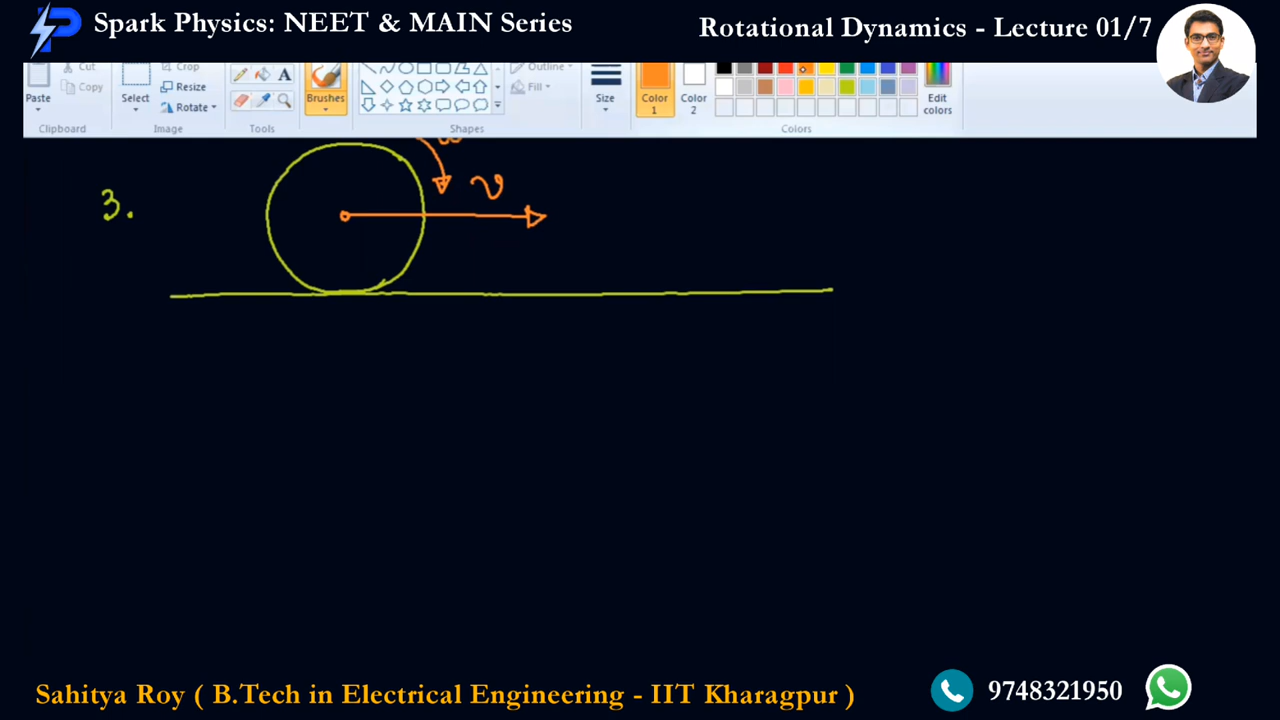 Spark Physics: NEET & MAIN Series
Rotational Dynamics - Lecture 01/7
Cut
Copy
Paste
Clipboard
Crop
Resize
Rotate
Select
Image
Tools
Brushes
Outline
Fill
Shapes
Size
Color 1
Color 2
Edit colors
Colors
3.
v
Sahitya Roy ( B.Tech in Electrical Engineering - IIT Kharagpur )
9748321950